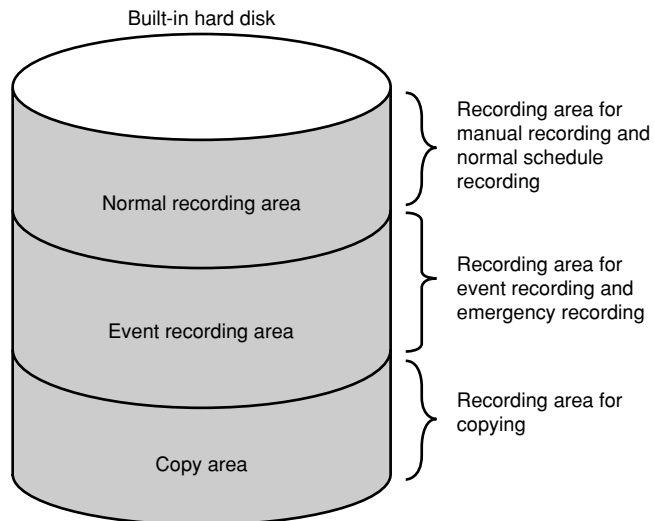 Built-in hard disk
Recording area for
manual recording and
normal schedule
recording
Normal recording area
Recording area for
event recording and
emergency recording
Event recording area
Recording area for
copying
Copy area